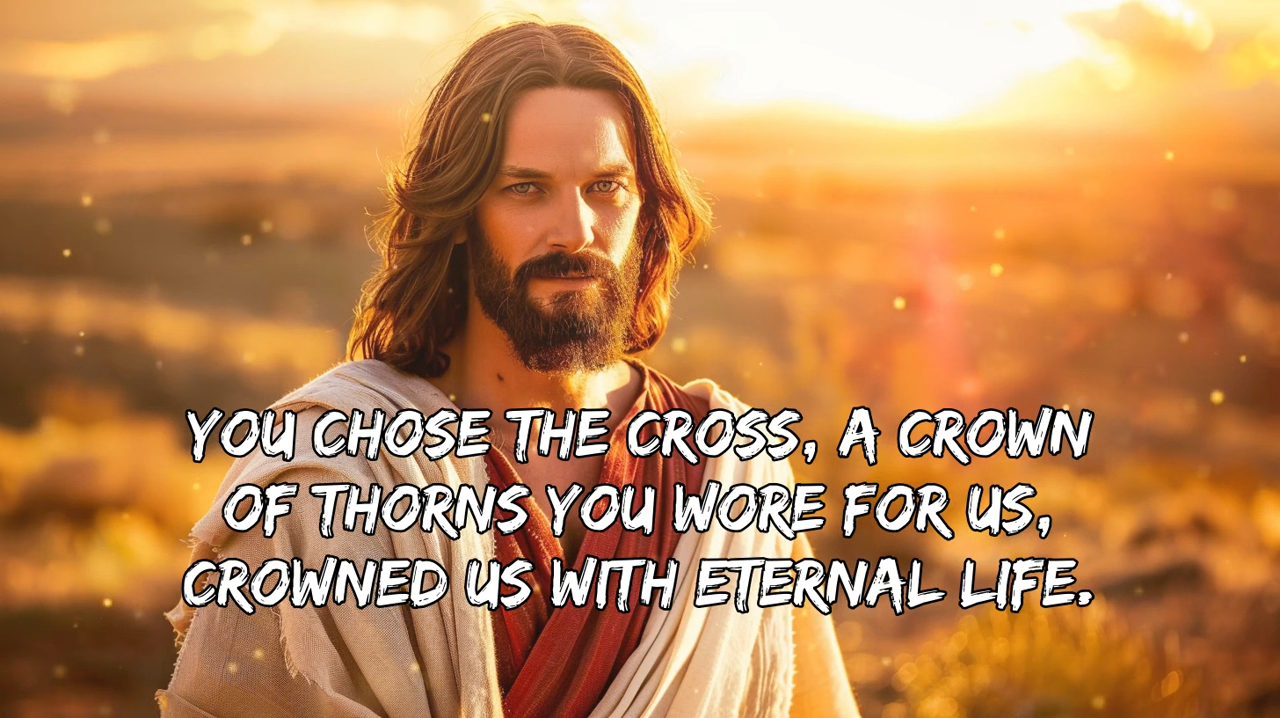 YOU CHOSE THE CROSS, A CROWN
OF THORNS YOU WORE FOR US,
CROWNED US WITH ETERNAL LIFE.